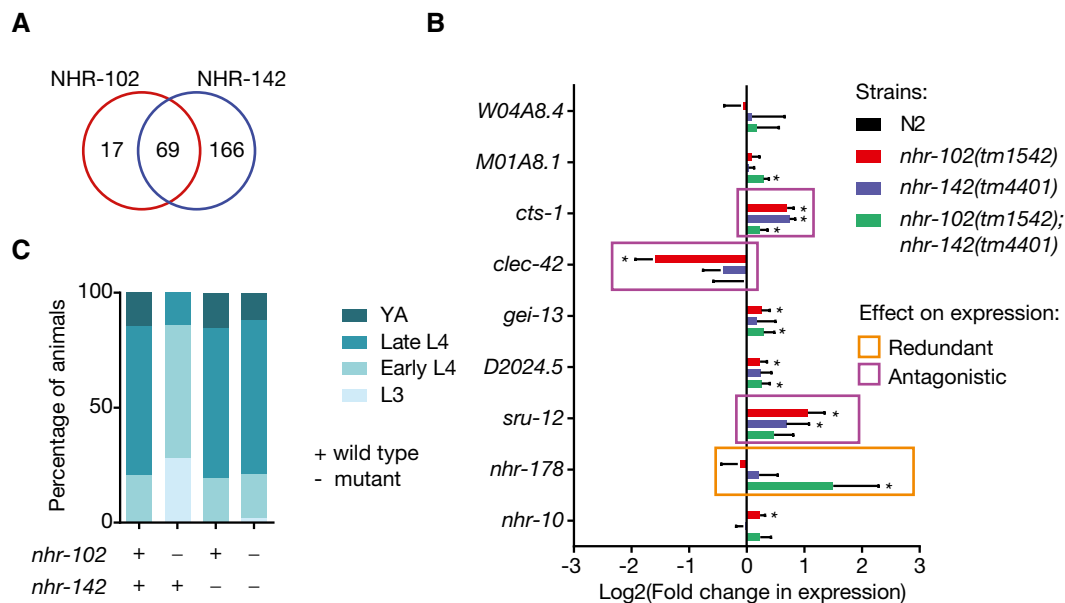 A
NHR-102 NHR-142
17 69 166
B
W04A8.4
M01A8.1
cts-1
clec-42
gei-13
D2024.5
sru-12
nhr-178
nhr-10
* * * * * * * * * * * * * *
-3 -2 -1 0 1 2 3
Log2(Fold change in expression)
Strains:
N2
nhr-102(tm1542)
nhr-142(tm4401)
nhr-102(tm1542);
nhr-142(tm4401)
Effect on expression:
Redundant
Antagonistic
C
Percentage of animals
100
50
0
YA
Late L4
Early L4
L3
+ wild type
– mutant
nhr-102 + – + –
nhr-142 + + – –